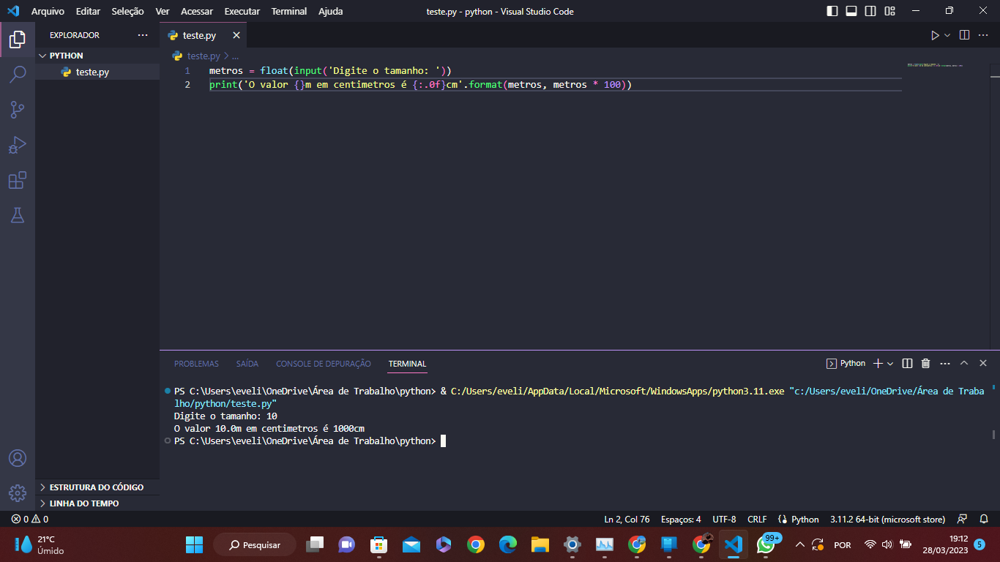 Arquivo Editar Seleção Ver Acessar Executar Terminal Ajuda teste.py - python - Visual Studio Code
EXPLORADOR ...
PYTHON
teste.py
teste.py
teste.py > ...
1 metros = float(input('Digite o tamanho: '))
2 print('O valor {}m em centimetros é {:.0f}cm'.format(metros, metros * 100))
PROBLEMAS SAÍDA CONSOLE DE DEPURAÇÃO TERMINAL Python
PS C:\Users\eveli\OneDrive\Área de Trabalho\python> & C:/Users/eveli/AppData/Local/Microsoft/WindowsApps/python3.11.exe "c:/Users/eveli/OneDrive/Área de Traba
lho/python/teste.py"
Digite o tamanho: 10
O valor 10.0m em centimetros é 1000cm
PS C:\Users\eveli\OneDrive\Área de Trabalho\python>
ESTRUTURA DO CÓDIGO
LINHA DO TEMPO
0 0 Ln 2, Col 76 Espaços: 4 UTF-8 CRLF Python 3.11.2 64-bit (microsoft store)
21°C
Úmido
Pesquisar
99+
POR
19:12
28/03/2023
5